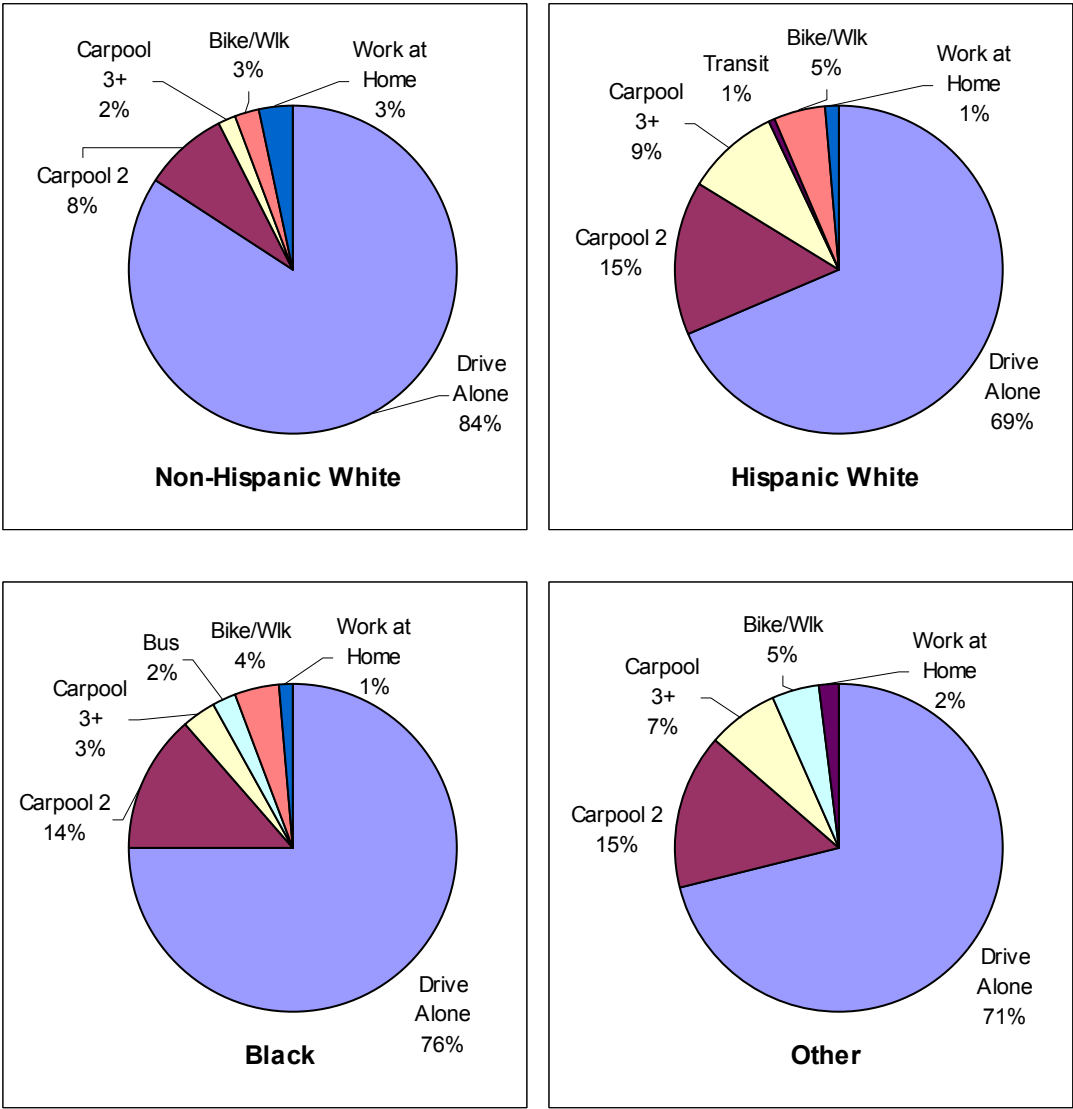 Carpool
3+
2%
Bike/Wlk
3%
Work at
Home
3%
Carpool 2
8%
Drive
Alone
84%
Non-Hispanic White
Carpool
3+
9%
Transit
1%
Bike/Wlk
5%
Work at
Home
1%
Carpool 2
15%
Drive
Alone
69%
Hispanic White
Carpool
3+
3%
Bus
2%
Bike/Wlk
4%
Work at
Home
1%
Carpool 2
14%
Drive
Alone
76%
Black
Carpool
3+
7%
Bike/Wlk
5%
Work at
Home
2%
Carpool 2
15%
Drive
Alone
71%
Other